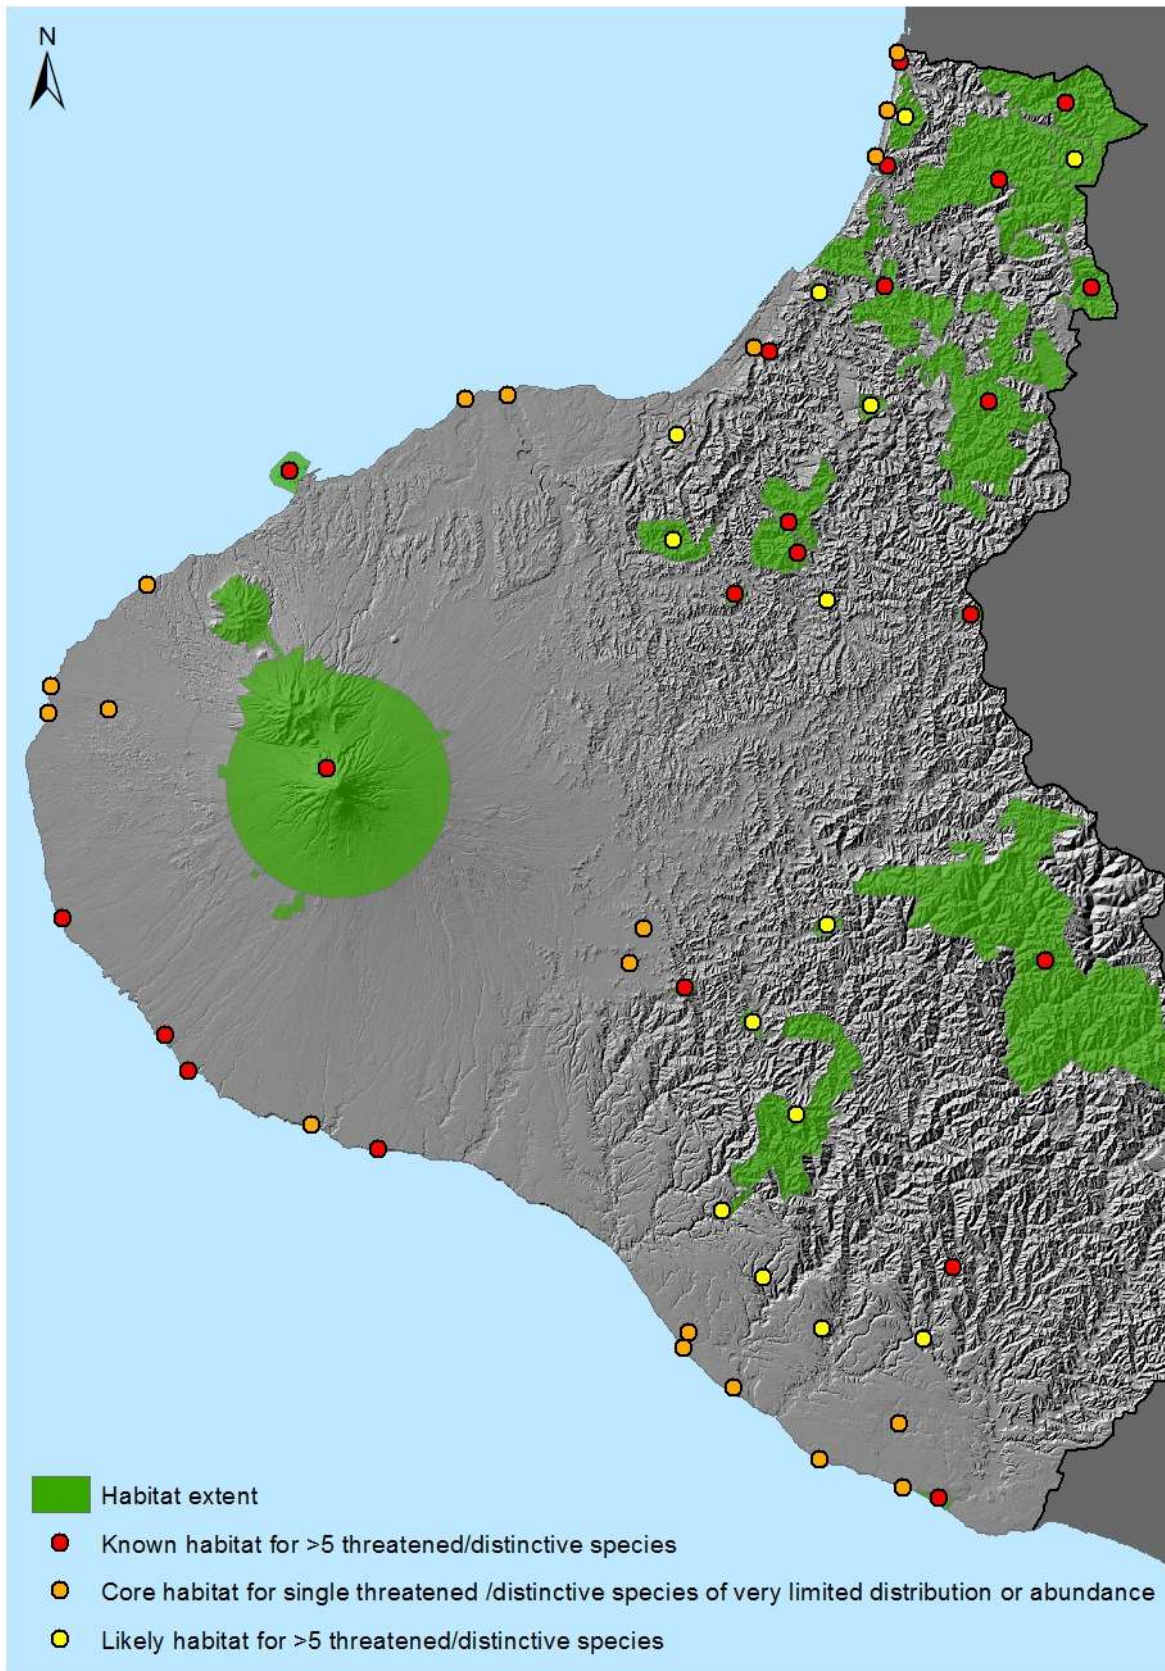 N
Habitat extent
Known habitat for >5 threatened/distinctive species
Core habitat for single threatened /distinctive species of very limited distribution or abundance
Likely habitat for >5 threatened/distinctive species